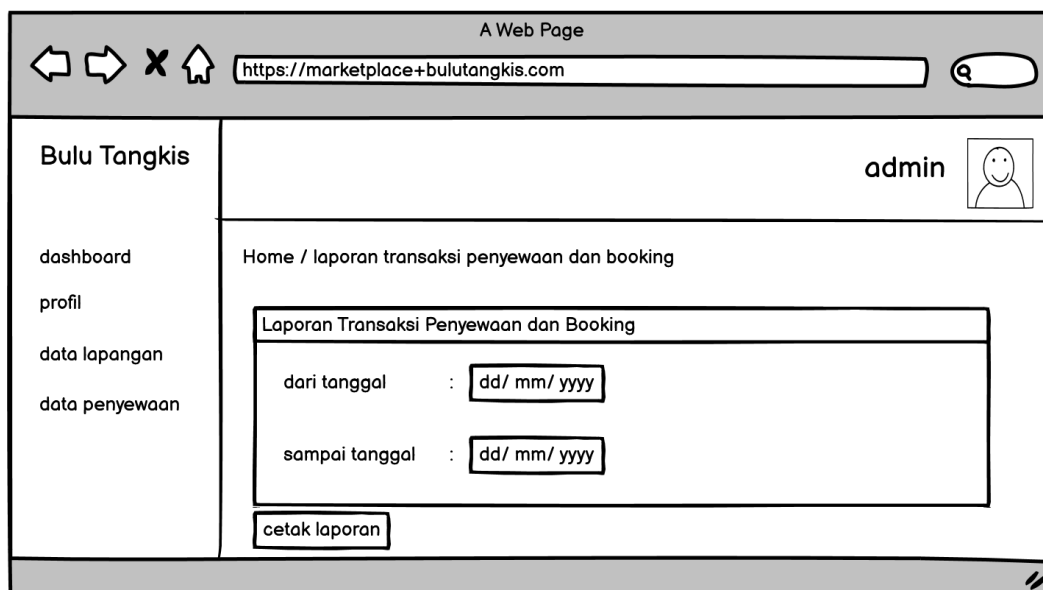 A Web Page
https://marketplace+bulutangkis.com
Bulu Tangkis
admin
dashboard
profil
data lapangan
data penyewaan
Home / laporan transaksi penyewaan dan booking
Laporan Transaksi Penyewaan dan Booking
dari tanggal : dd/ mm/ yyyy
sampai tanggal : dd/ mm/ yyyy
cetak laporan